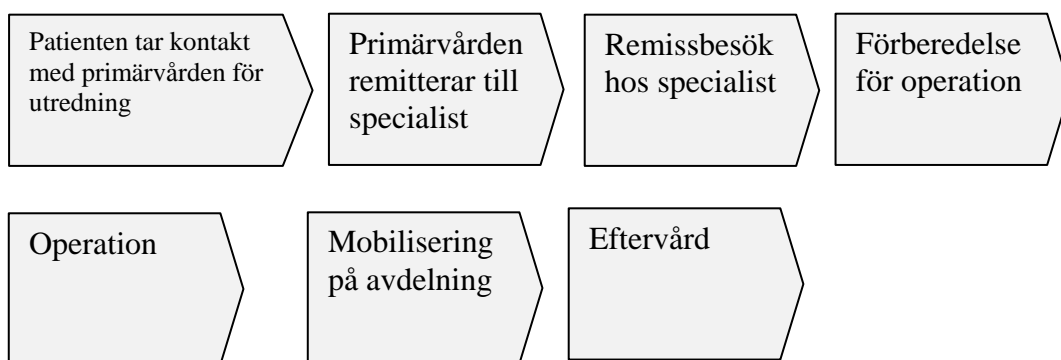 Patienten tar kontakt
med primärvården för
utredning
Primärvården
remitterar till
specialist
Remissbesök
hos specialist
Förberedelse
för operation
Operation
Mobilisering
på avdelning
Eftervård